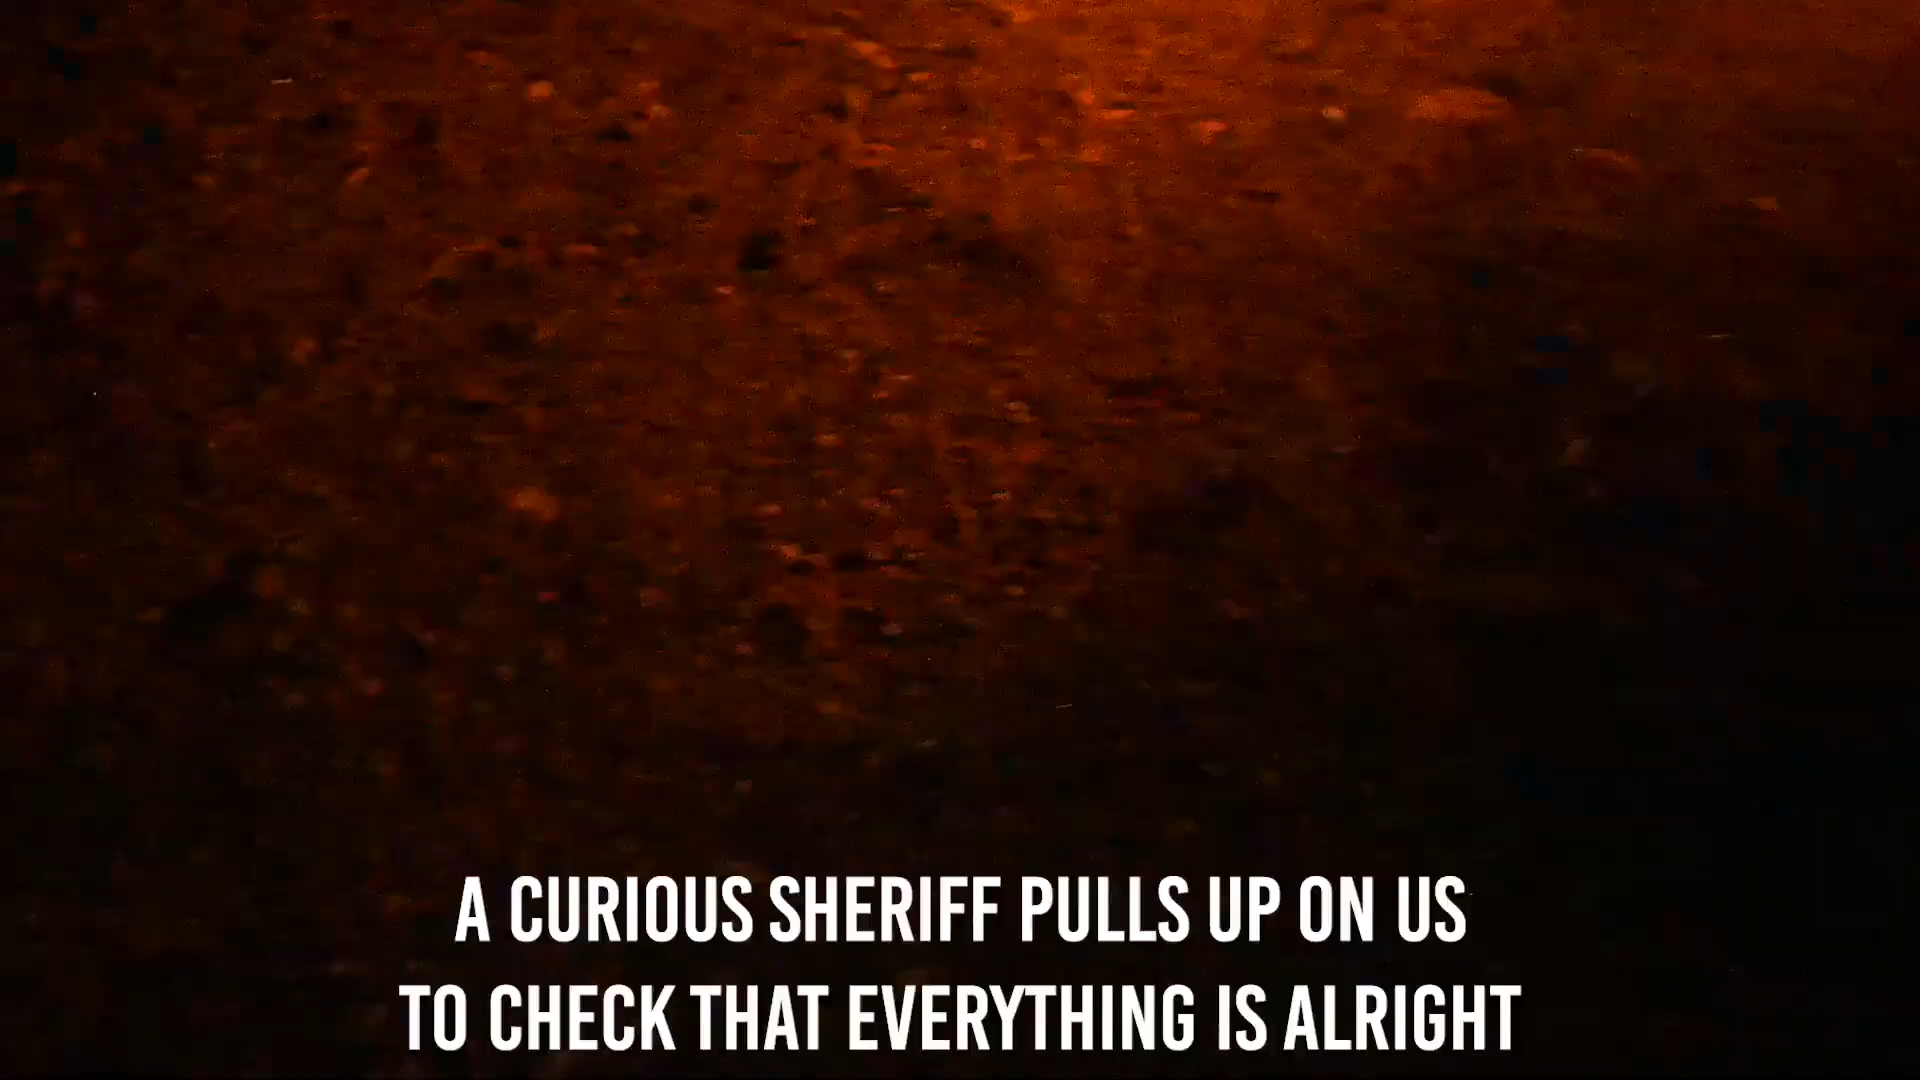 A CURIOUS SHERIFF PULLS UP ON US
TO CHECK THAT EVERYTHING IS ALRIGHT